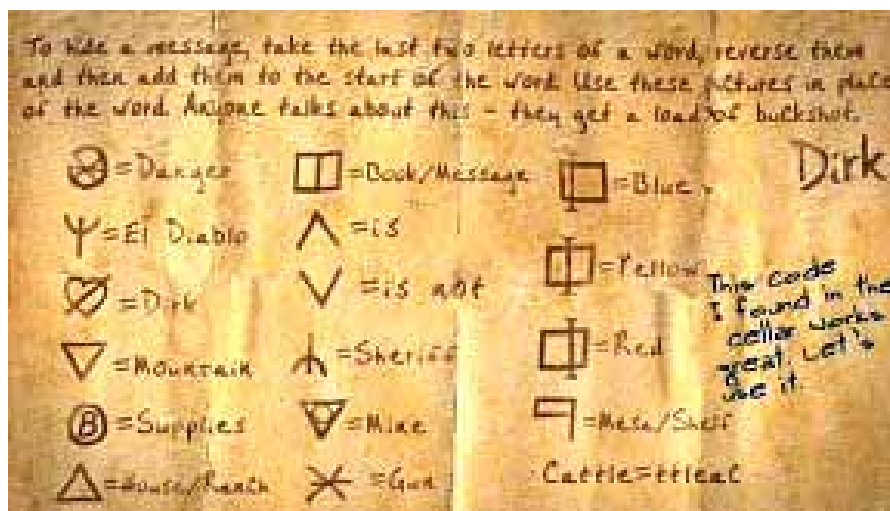 To hide a message, take the last two letters of a word, reverse them
and then add them to the start of the word. Use these pictures in place
of the word. Anyone talks about this - they get a load of buckshot.
Dirk
=Danger
=Book/Message
=Blue
=El Diablo
=is
=Yellow
=Dirk
=is not
=Red
=Mountain
=Sheriff
=Mesa/Shelf
B =Supplies
=Mine
Cattle=ttleaC
=House/Ranch
=Gun
This code
I found in the
cellar works
great. Let's
use it.